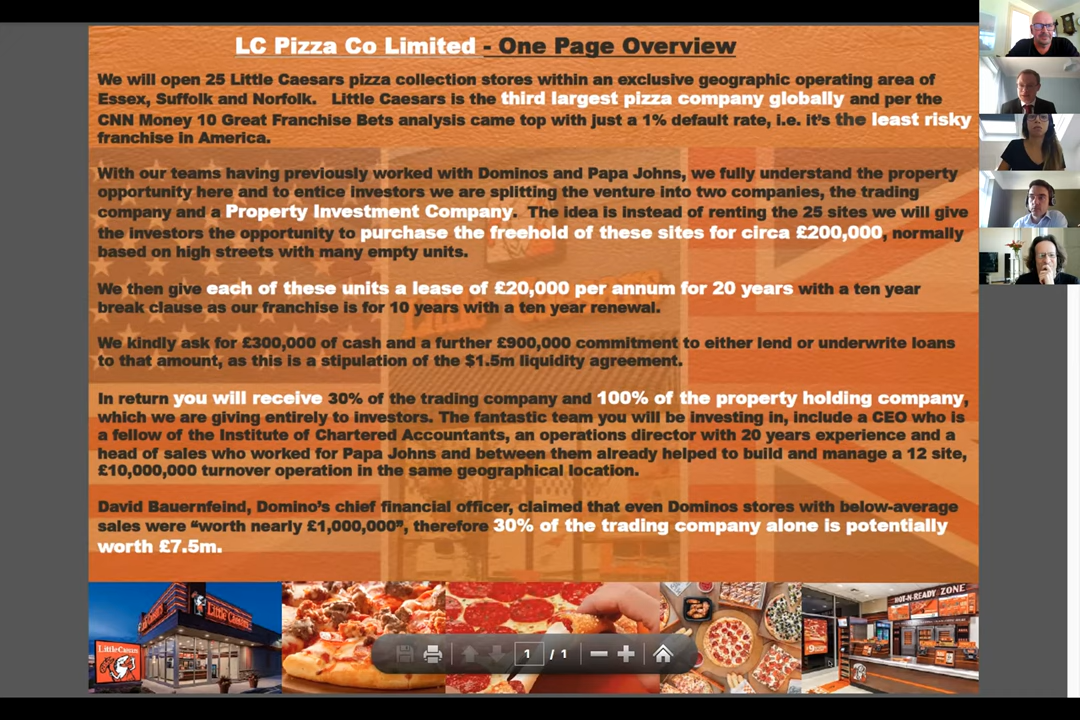 LC Pizza Co Limited - One Page Overview
We will open 25 Little Caesars pizza collection stores within an exclusive geographic operating area of
Essex, Suffolk and Norfolk. Little Caesars is the third largest pizza company globally and per the
CNN Money 10 Great Franchise Bets analysis came top with just a 1% default rate, i.e. it's the least risky
franchise in America.
With our teams having previously worked with Dominos and Papa Johns, we fully understand the property
opportunity here and to entice investors we are splitting the venture into two companies, the trading
company and a Property Investment Company. The idea is instead of renting the 25 sites we will give
the investors the opportunity to purchase the freehold of these sites for circa £200,000, normally
based on high streets with many empty units.
We then give each of these units a lease of £20,000 per annum for 20 years with a ten year
break clause as our franchise is for 10 years with a ten year renewal.
We kindly ask for £300,000 of cash and a further £900,000 commitment to either lend or underwrite loans
to that amount, as this is a stipulation of the $1.5m liquidity agreement.
In return you will receive 30% of the trading company and 100% of the property holding company,
which we are giving entirely to investors. The fantastic team you will be investing in, include a CEO who is
a fellow of the Institute of Chartered Accountants, an operations director with 20 years experience and a
head of sales who worked for Papa Johns and between them already helped to build and manage a 12 site,
£10,000,000 turnover operation in the same geographical location.
David Bauernfeind, Domino's chief financial officer, claimed that even Dominos stores with below-average
sales were “worth nearly £1,000,000”, therefore 30% of the trading company alone is potentially
worth £7.5m.
Little Caesars
HOT-N-READY ZONE
1 / 1